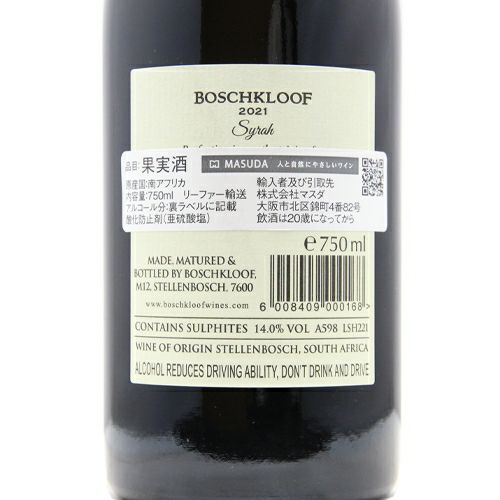 BOSCHKLOOF
2021
Syrah
品目:果実酒
MASUDA 人と自然にやさしいワイン
原産国:南アフリカ
内容量:750ml リーファー輸送
アルコール分:裏ラベルに記載
酸化防止剤(亜硫酸塩)
輸入者及び引取先
株式会社マスダ
大阪市北区錦町4番82号
飲酒は20歳になってから
e750ml
MADE, MATURED &
BOTTLED BY BOSCHKLOOF,
M12, STELLENBOSCH, 7600
www.boschkloofwines.com
6 008409 000168 >
CONTAINS SULPHITES 14.0% VOL A598 LSH221
WINE OF ORIGIN STELLENBOSCH, SOUTH AFRICA
ALCOHOL REDUCES DRIVING ABILITY, DON'T DRINK AND DRIVE